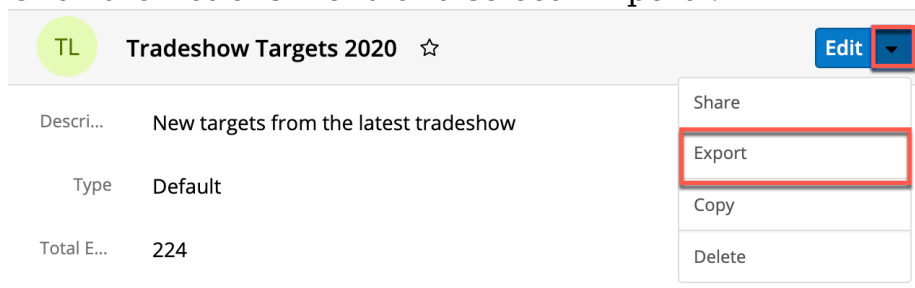 TL Tradeshow Targets 2020 Edit
Share
Descri... New targets from the latest tradeshow
Export
Type Default
Copy
Total E... 224
Delete